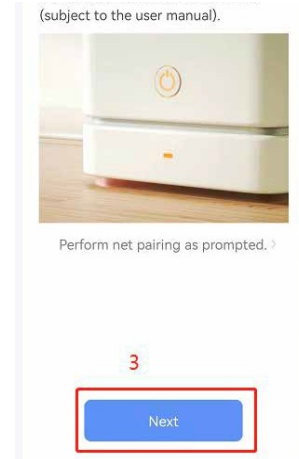 (subject to the user manual).
Perform net pairing as prompted. >
3
Next